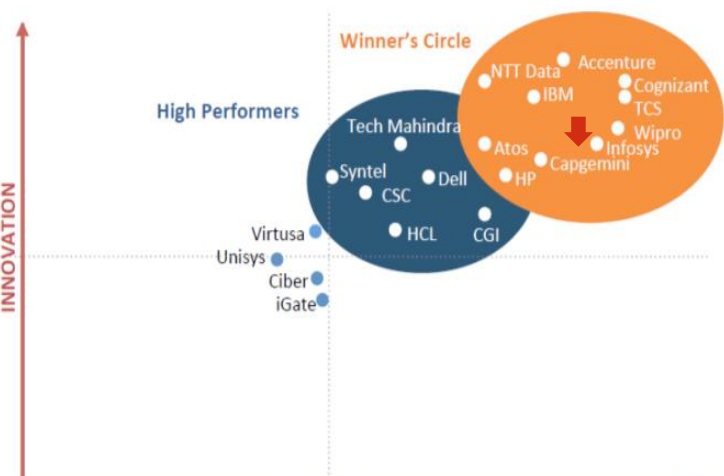 Winner's Circle
Accenture
NTT Data
Cognizant
IBM
TCS
High Performers
Wipro
Tech Mahindra
Infosys
Atos
Capgemini
Syntel
Dell
HP
CSC
Virtusa
HCL
CGI
Unisys
Ciber
iGate
INNOVATION